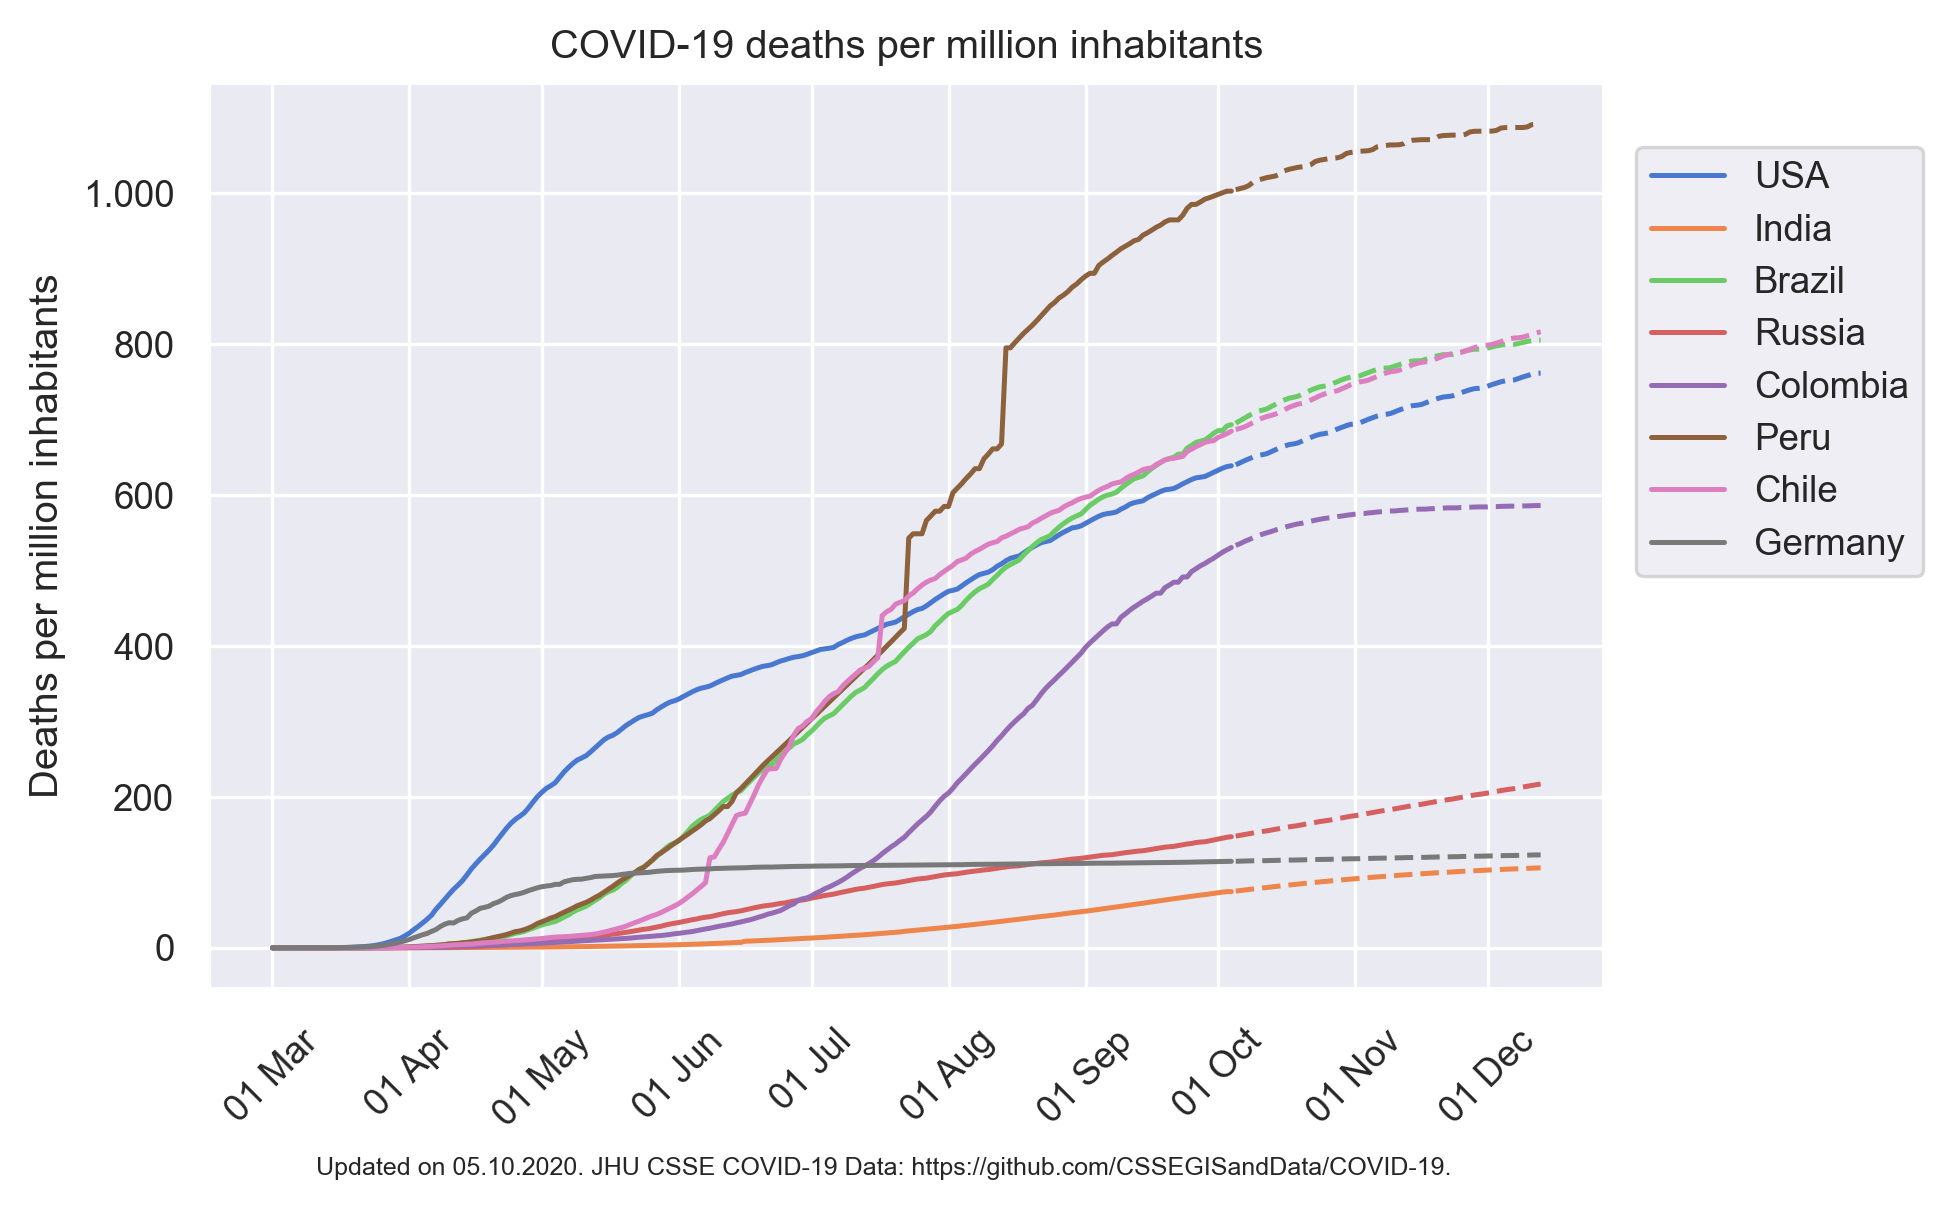 COVID-19 deaths per million inhabitants
Deaths per million inhabitants
1.000
800
600
400
200
0
01 Mar
01 Apr
01 May
01 Jun
01 Jul
01 Aug
01 Sep
01 Oct
01 Nov
01 Dec
USA
India
Brazil
Russia
Colombia
Peru
Chile
Germany
Updated on 05.10.2020. JHU CSSE COVID-19 Data: https://github.com/CSSEGISandData/COVID-19.